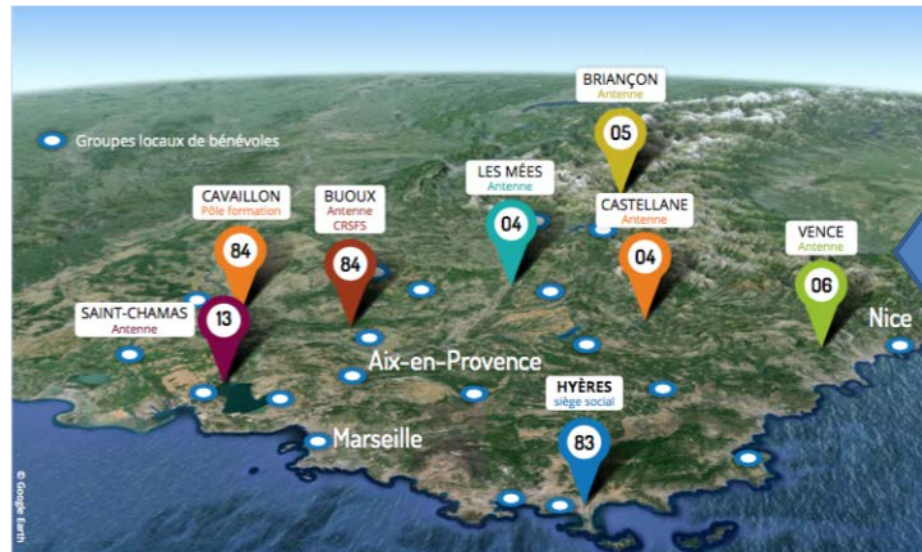 BRIANÇON
Antenne
05
Groupes locaux de bénévoles
CAVAILLON
Pôle formation
84
BUOUX
Antenne
CRSFS
84
LES MÉES
Antenne
04
CASTELLANE
Antenne
04
VENCE
Antenne
06
Nice
SAINT-CHAMAS
Antenne
13
Aix-en-Provence
HYÈRES
siège social
83
Marseille
© Google Earth